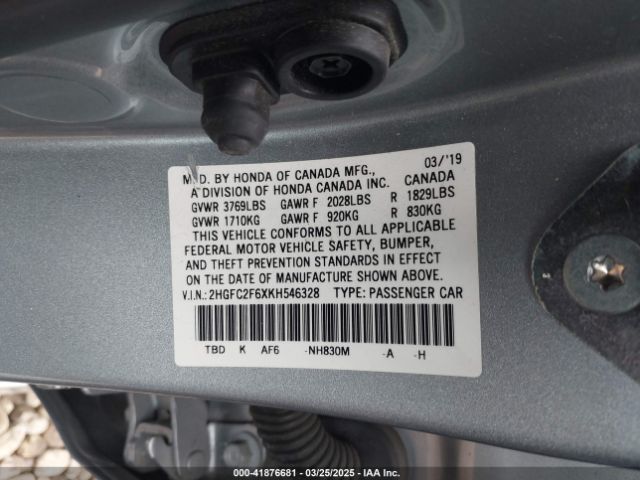 MFD. BY HONDA OF CANADA MFG., 03/'19
A DIVISION OF HONDA CANADA INC. CANADA
GVWR 3769LBS GAWR F 2028LBS R 1829LBS
GVWR 1710KG GAWR F 920KG R 830KG
THIS VEHICLE CONFORMS TO ALL APPLICABLE
FEDERAL MOTOR VEHICLE SAFETY, BUMPER,
AND THEFT PREVENTION STANDARDS IN EFFECT
ON THE DATE OF MANUFACTURE SHOWN ABOVE.
V.I.N.: 2HGFC2F6XKH546328 TYPE: PASSENGER CAR
TBD K AF6 -NH830M -A -H
000-41876681 | 03/25/2025 | IAA Inc.